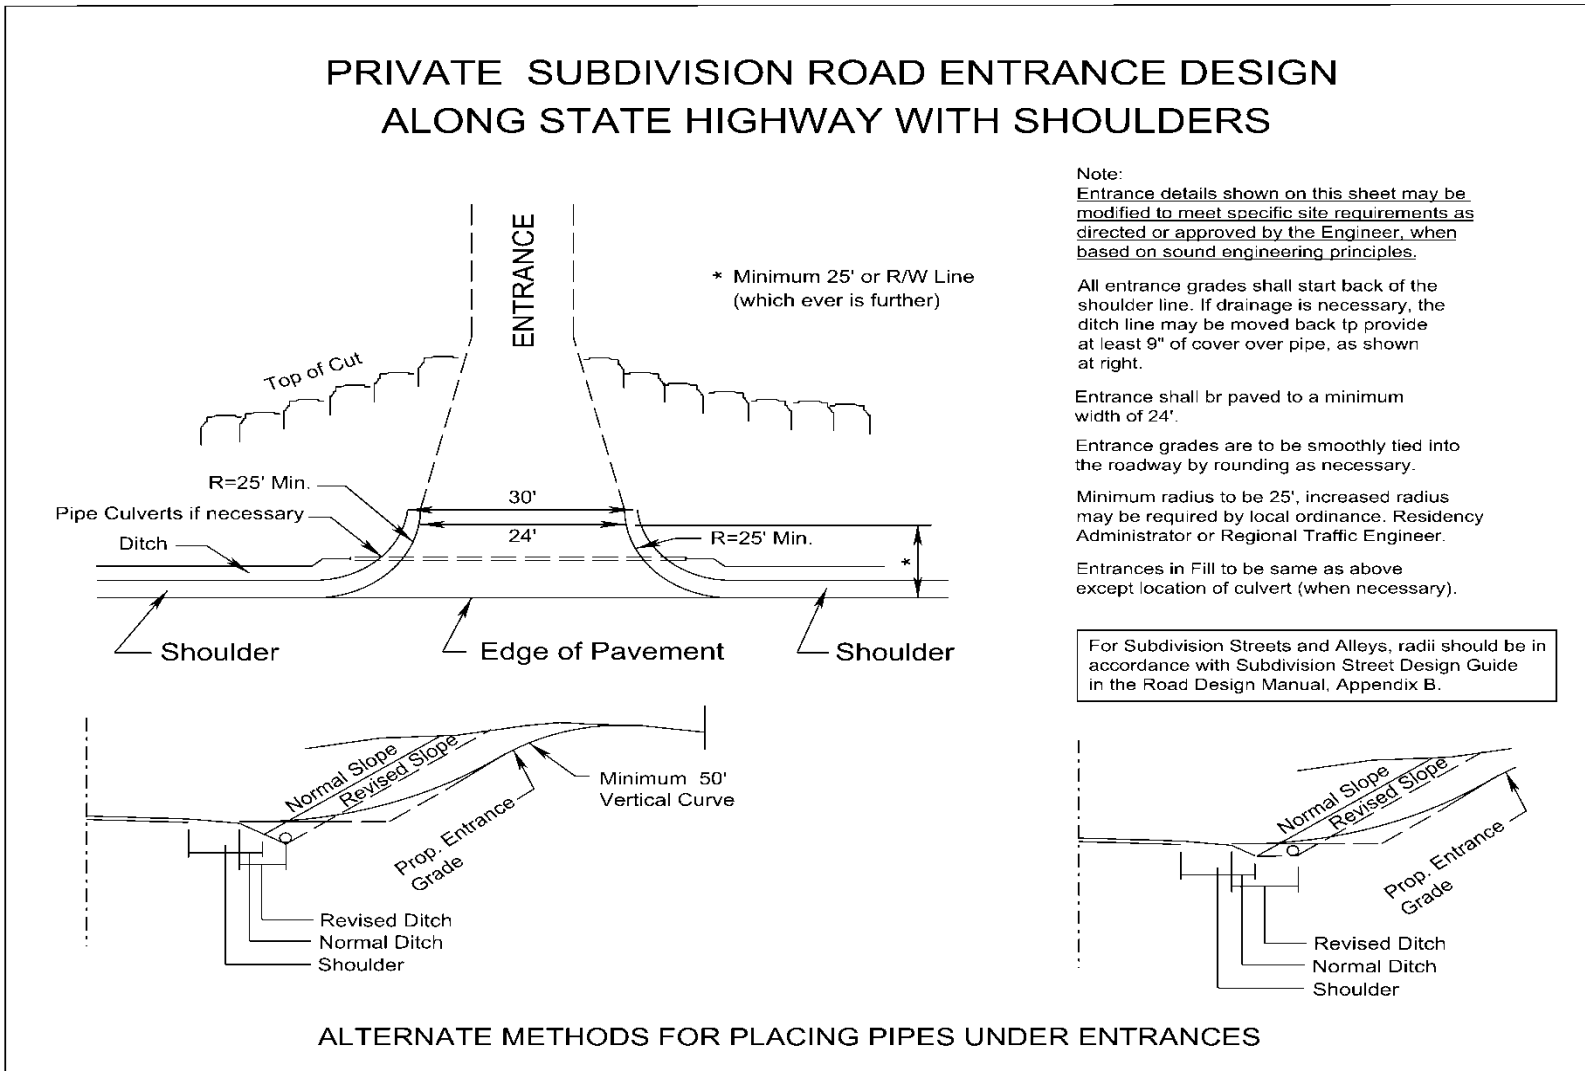 PRIVATE SUBDIVISION ROAD ENTRANCE DESIGN
ALONG STATE HIGHWAY WITH SHOULDERS
ENTRANCE
* Minimum 25' or R/W Line
(which ever is further)
Top of Cut
R=25' Min.
Pipe Culverts if necessary
Ditch
30'
24'
R=25' Min.
*
Shoulder
Edge of Pavement
Shoulder
Note:
Entrance details shown on this sheet may be
modified to meet specific site requirements as
directed or approved by the Engineer, when
based on sound engineering principles.
All entrance grades shall start back of the
shoulder line. If drainage is necessary, the
ditch line may be moved back tp provide
at least 9" of cover over pipe, as shown
at right.
Entrance shall br paved to a minimum
width of 24'.
Entrance grades are to be smoothly tied into
the roadway by rounding as necessary.
Minimum radius to be 25', increased radius
may be required by local ordinance. Residency
Administrator or Regional Traffic Engineer.
Entrances in Fill to be same as above
except location of culvert (when necessary).
For Subdivision Streets and Alleys, radii should be in
accordance with Subdivision Street Design Guide
in the Road Design Manual, Appendix B.
Normal Slope
Revised Slope
Minimum 50'
Vertical Curve
Prop. Entrance
Grade
Revised Ditch
Normal Ditch
Shoulder
Normal Slope
Revised Slope
Prop. Entrance
Grade
Revised Ditch
Normal Ditch
Shoulder
ALTERNATE METHODS FOR PLACING PIPES UNDER ENTRANCES